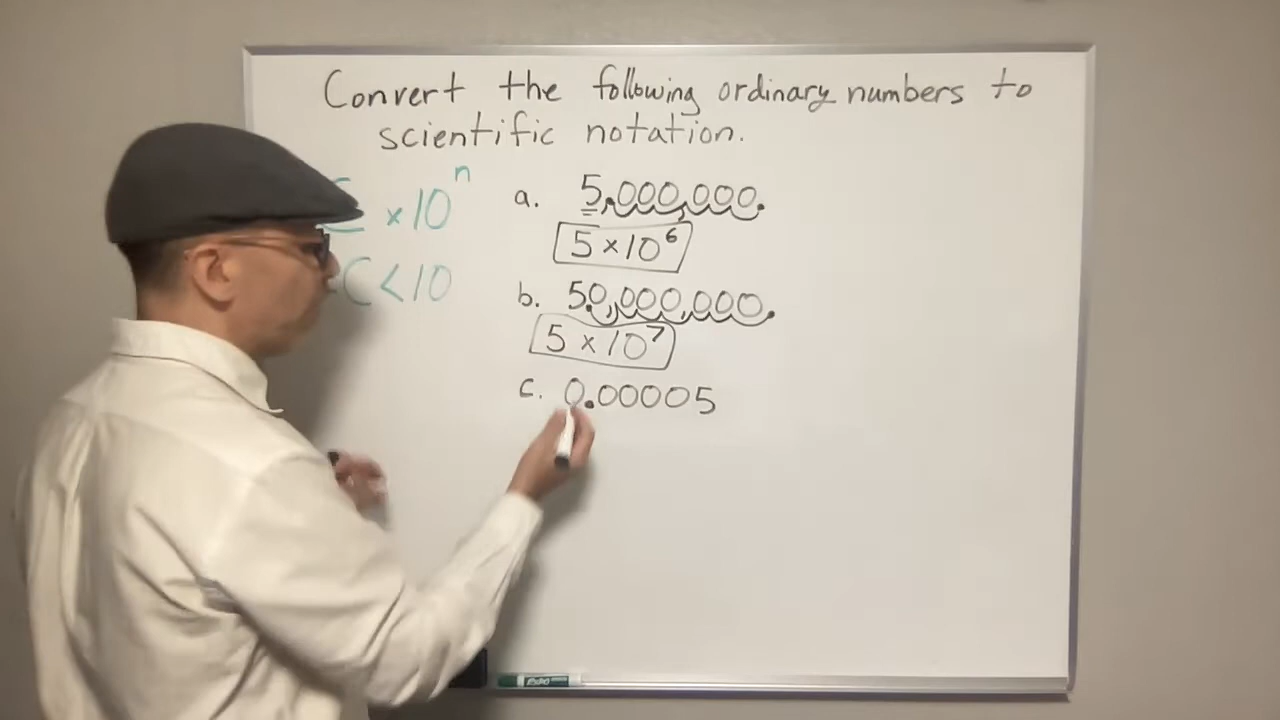 Convert the following ordinary numbers to
scientific notation.
C × 10ⁿ
C < 10
a. 5,000,000.
5 × 10⁶
b. 50,000,000.
5 × 10⁷
c. 0.00005
EXPO